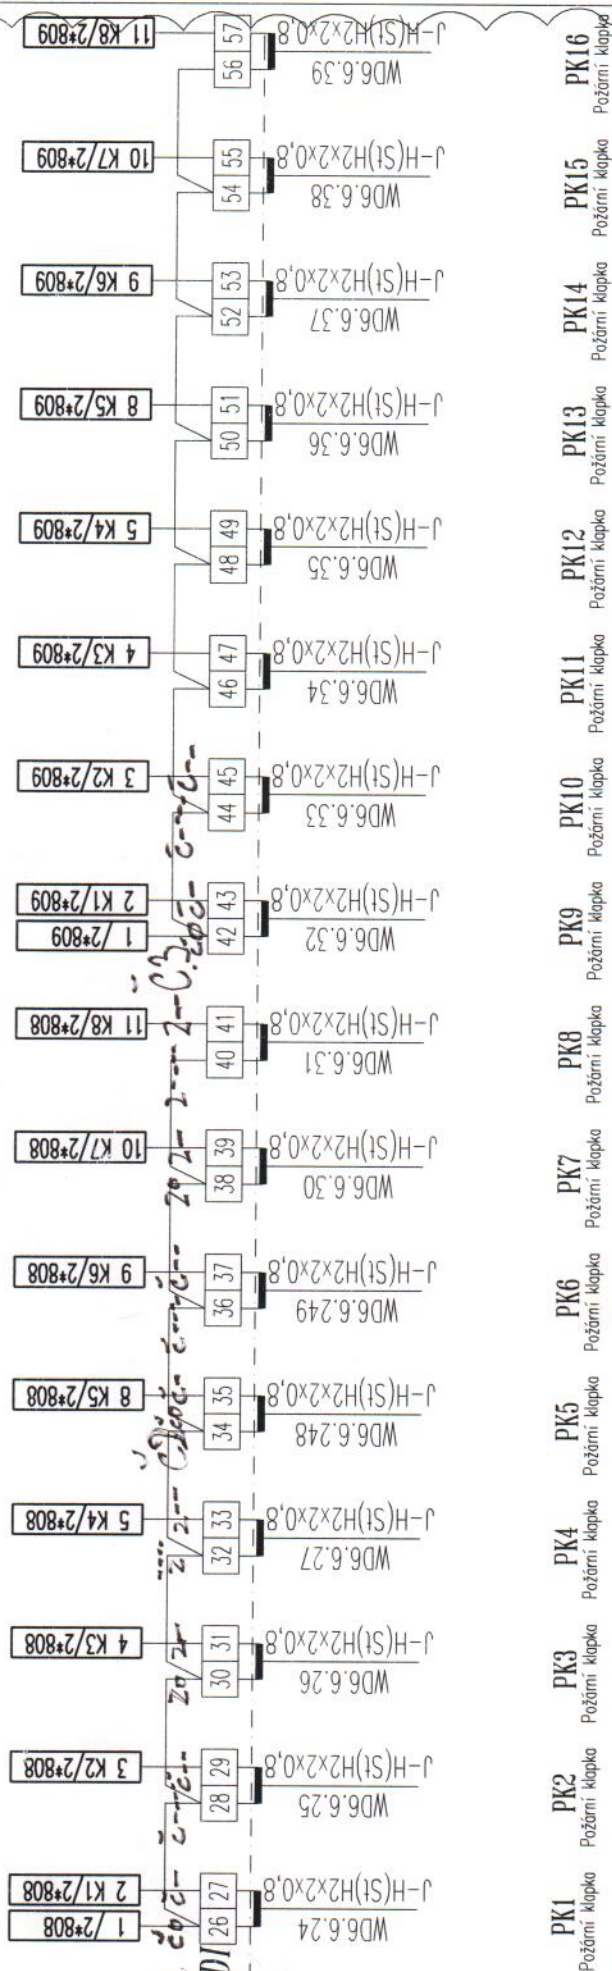 11 K8/2*809
57
56
J-H(St)H2x2x0,8
WD6.6.39
PK16
Požární klapka
10 K7/2*809
55
54
J-H(St)H2x2x0,8
WD6.6.38
PK15
Požární klapka
9 K6/2*809
53
52
J-H(St)H2x2x0,8
WD6.6.37
PK14
Požární klapka
8 K5/2*809
51
50
J-H(St)H2x2x0,8
WD6.6.36
PK13
Požární klapka
5 K4/2*809
49
48
J-H(St)H2x2x0,8
WD6.6.35
PK12
Požární klapka
4 K3/2*809
47
46
J-H(St)H2x2x0,8
WD6.6.34
PK11
Požární klapka
3 K2/2*809
45
44
J-H(St)H2x2x0,8
WD6.6.33
PK10
Požární klapka
2 K1/2*809
1 /2*809
43
42
J-H(St)H2x2x0,8
WD6.6.32
PK9
Požární klapka
11 K8/2*808
41
40
J-H(St)H2x2x0,8
WD6.6.31
PK8
Požární klapka
10 K7/2*808
39
38
J-H(St)H2x2x0,8
WD6.6.30
PK7
Požární klapka
9 K6/2*808
37
36
J-H(St)H2x2x0,8
WD6.6.249
PK6
Požární klapka
8 K5/2*808
35
34
J-H(St)H2x2x0,8
WD6.6.248
PK5
Požární klapka
5 K4/2*808
33
32
J-H(St)H2x2x0,8
WD6.6.27
PK4
Požární klapka
4 K3/2*808
31
30
J-H(St)H2x2x0,8
WD6.6.26
PK3
Požární klapka
3 K2/2*808
29
28
J-H(St)H2x2x0,8
WD6.6.25
PK2
Požární klapka
2 K1/2*808
1 /2*808
27
26
DI
J-H(St)H2x2x0,8
WD6.6.24
PK1
Požární klapka